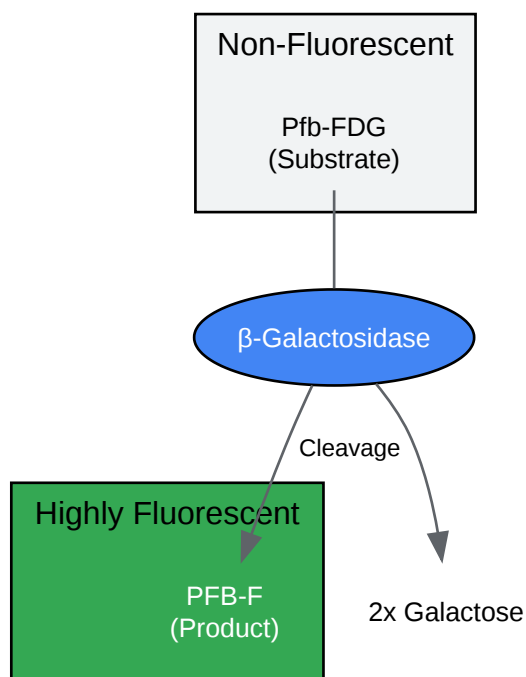 Non-Fluorescent
Pfb-FDG
(Substrate)
β-Galactosidase
Cleavage
Highly Fluorescent
PFB-F
(Product)
2x Galactose